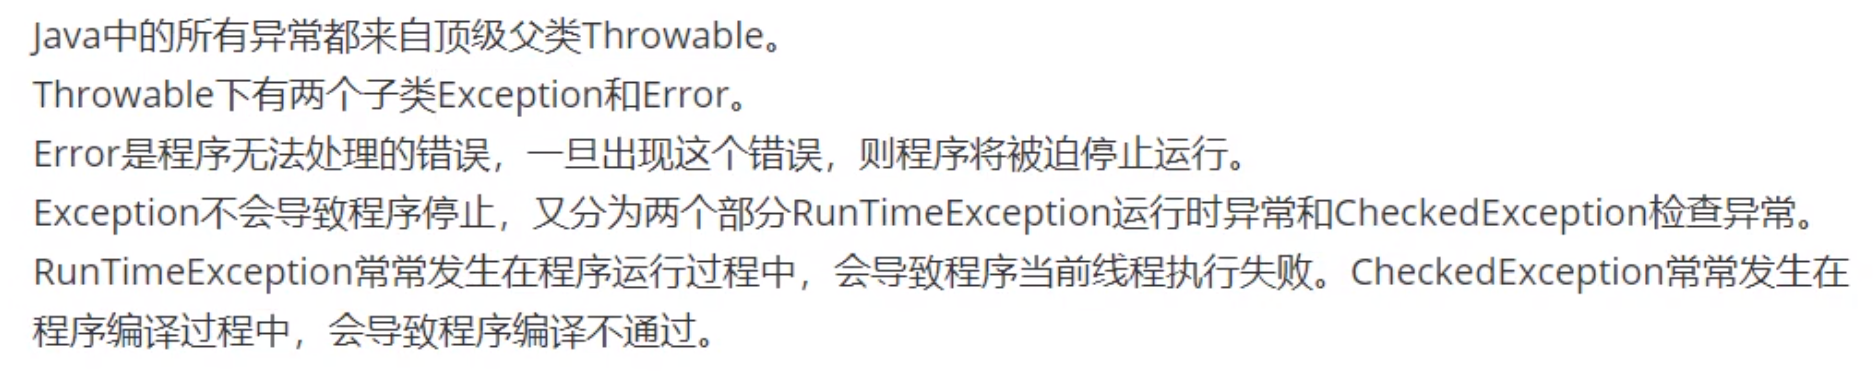 Java中的所有异常都来自顶级父类Throwable。
Throwable下有两个子类Exception和Error。
Error是程序无法处理的错误，一旦出现这个错误，则程序将被迫停止运行。
Exception不会导致程序停止，又分为两个部分RunTimeException运行时异常和CheckedException检查异常。
RunTimeException常常发生在程序运行过程中，会导致程序当前线程执行失败。CheckedException常常发生在
程序编译过程中，会导致程序编译不通过。